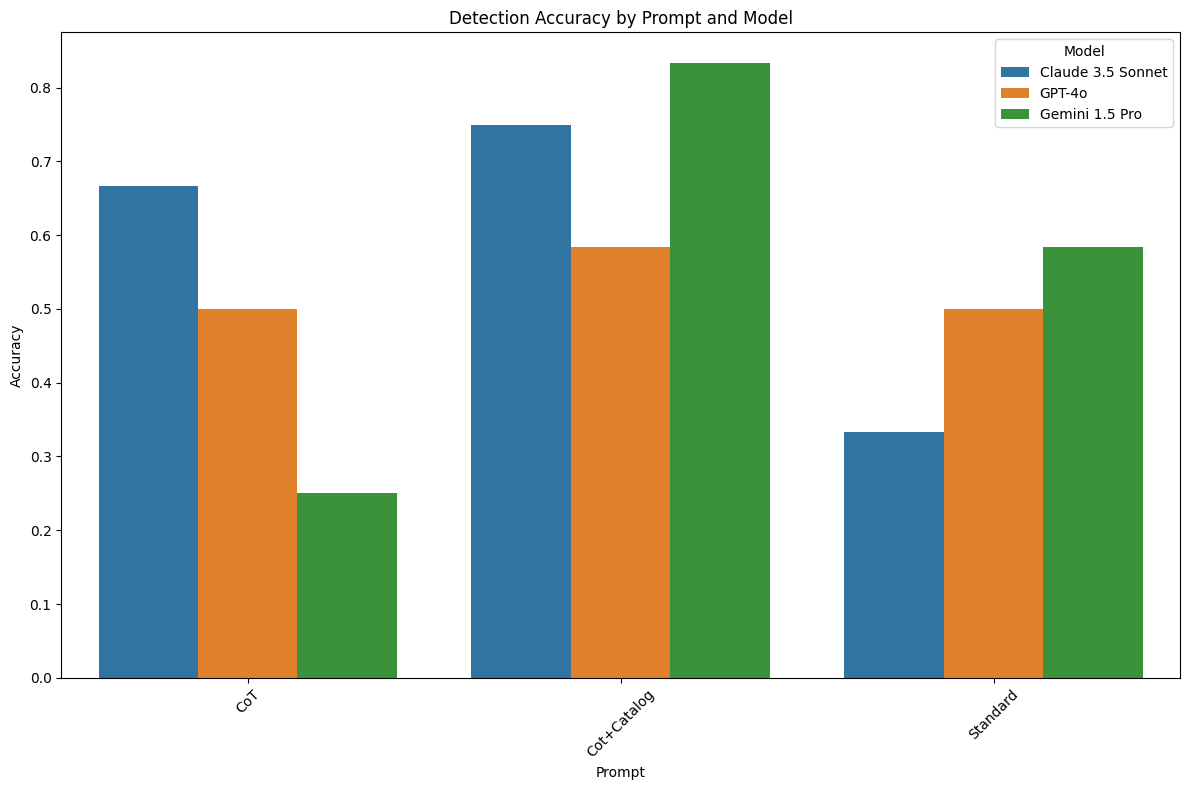 Detection Accuracy by Prompt and Model
Model
Claude 3.5 Sonnet
GPT-4o
Gemini 1.5 Pro
Accuracy
0.8
0.7
0.6
0.5
0.4
0.3
0.2
0.1
0.0
CoT
Cot+Catalog
Standard
Prompt